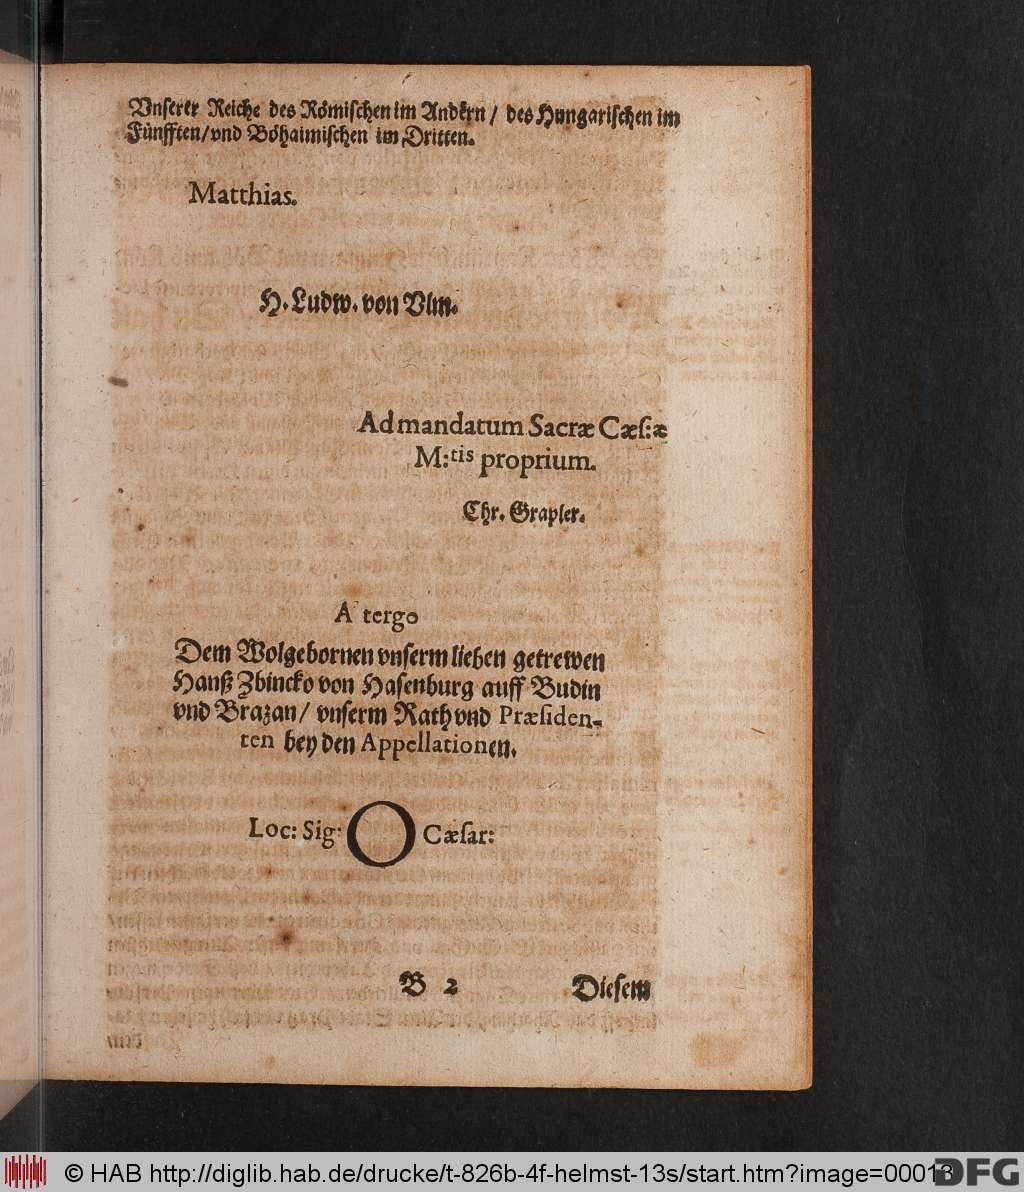 Vnserer Reiche des Römischen im Andern / des Hungarischen im
Fünfften / vnd Böhaimischen im Dritten.
Matthias.
H. Ludw. von Vlm.
Ad mandatum Sacræ Cæſ:æ
M:tis proprium.
Chr. Grapler.
A tergo
Dem Wolgebornen vnserm lieben getrewen
Hanß Zbincko von Hasenburg auff Budin
vnd Brazan / vnserm Rath vnd Præſiden-
ten bey den Appellationen.
Loc: Sig: O Cæſar:
B 2 Diesem
© HAB http://diglib.hab.de/drucke/t-826b-4f-helmst-13s/start.htm?image=00013
DFG